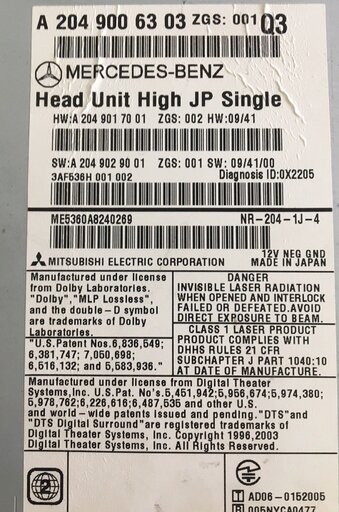 A 204 900 63 03 ZGS: 001 Q3
MERCEDES-BENZ
Head Unit High JP Single
HW:A 204 901 70 01 ZGS: 002 HW:09/41
SW:A 204 902 90 01 ZGS: 001 SW: 09/41/00
3AF536H 001 002 Diagnosis ID:0X2205
ME5360A8240269 NR-204-1J-4
12V NEG GND
MITSUBISHI ELECTRIC CORPORATION MADE IN JAPAN
Manufactured under license
from Dolby Laboratories.
"Dolby","MLP Lossless",
and the double-D symbol
are trademarks of Dolby
Laboratories.
"U.S.Patent Nos.6,836,549;
6,381,747; 7,050,698;
6,516,132; and 5,583,936."
DANGER
INVISIBLE LASER RADIATION
WHEN OPENED AND INTERLOCK
FAILED OR DEFEATED.AVOID
DIRECT EXPOSURE TO BEAM.
CLASS 1 LASER PRODUCT
PRODUCT COMPLIES WITH
DHHS RULES 21 CFR
SUBCHAPTER J PART 1040:10
AT DATE OF MANUFACTURE.
Manufactured under license from Digital Theater
Systems,Inc. U.S.Pat. No's.5,451,942;5,956,674;5,974,380;
5,978,762;6,226,616;6,487,535 and other U.S.
and world-wide patents issued and pending."DTS"and
"DTS Digital Surround"are registered trademarks of
Digital Theater Systems, Inc. Copyright 1996,2003
Digital Theater Systems, Inc. All Rights Reserved.
2
T AD06-0152005
R 005NYCA0477